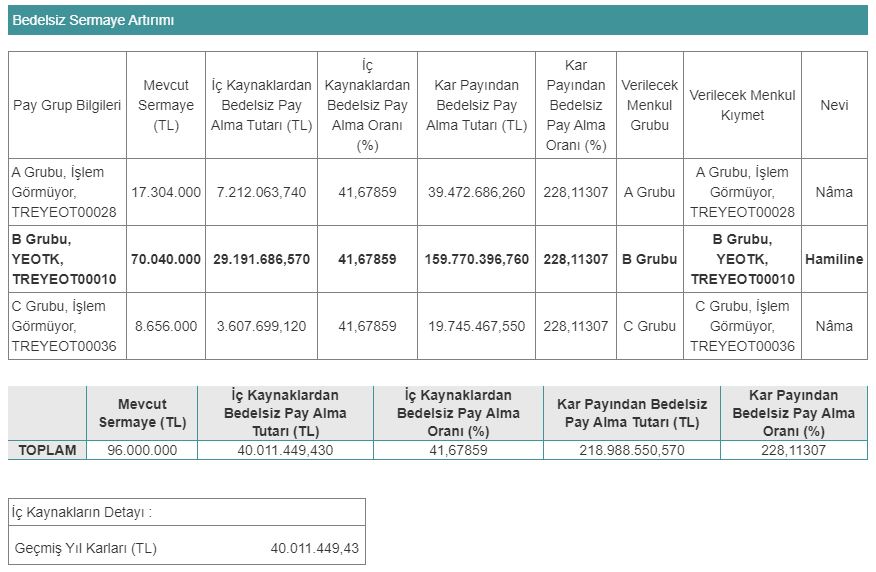 Bedelsiz Sermaye Artırımı
Pay Grup Bilgileri
Mevcut
Sermaye
(TL)
İç Kaynaklardan
Bedelsiz Pay
Alma Tutarı (TL)
İç
Kaynaklardan
Bedelsiz Pay
Alma Oranı
(%)
Kar Payından
Bedelsiz Pay
Alma Tutarı (TL)
Kar
Payından
Bedelsiz
Pay Alma
Oranı (%)
Verilecek
Menkul
Grubu
Verilecek Menkul
Kıymet
Nevi
A Grubu, İşlem
Görmüyor,
TREYEOT00028
17.304.000
7.212.063,740
41,67859
39.472.686,260
228,11307
A Grubu
A Grubu, İşlem
Görmüyor,
TREYEOT00028
Nâma
B Grubu,
YEOTK,
TREYEOT00010
70.040.000
29.191.686,570
41,67859
159.770.396,760
228,11307
B Grubu
B Grubu,
YEOTK,
TREYEOT00010
Hamiline
C Grubu, İşlem
Görmüyor,
TREYEOT00036
8.656.000
3.607.699,120
41,67859
19.745.467,550
228,11307
C Grubu
C Grubu, İşlem
Görmüyor,
TREYEOT00036
Nâma
Mevcut
Sermaye (TL)
İç Kaynaklardan
Bedelsiz Pay Alma
Tutarı (TL)
İç Kaynaklardan
Bedelsiz Pay Alma
Oranı (%)
Kar Payından Bedelsiz
Pay Alma Tutarı (TL)
Kar Payından
Bedelsiz Pay Alma
Oranı (%)
TOPLAM
96.000.000
40.011.449,430
41,67859
218.988.550,570
228,11307
İç Kaynakların Detayı :
Geçmiş Yıl Karları (TL)
40.011.449,43